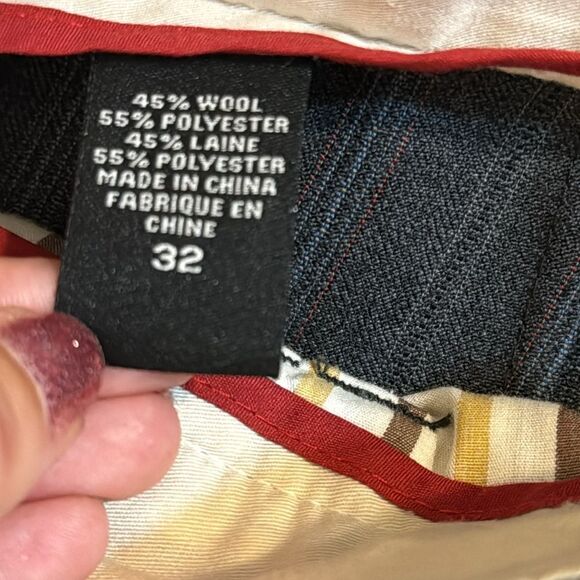 45% WOOL
55% POLYESTER
45% LAINE
55% POLYESTER
MADE IN CHINA
FABRIQUE EN
CHINE
32